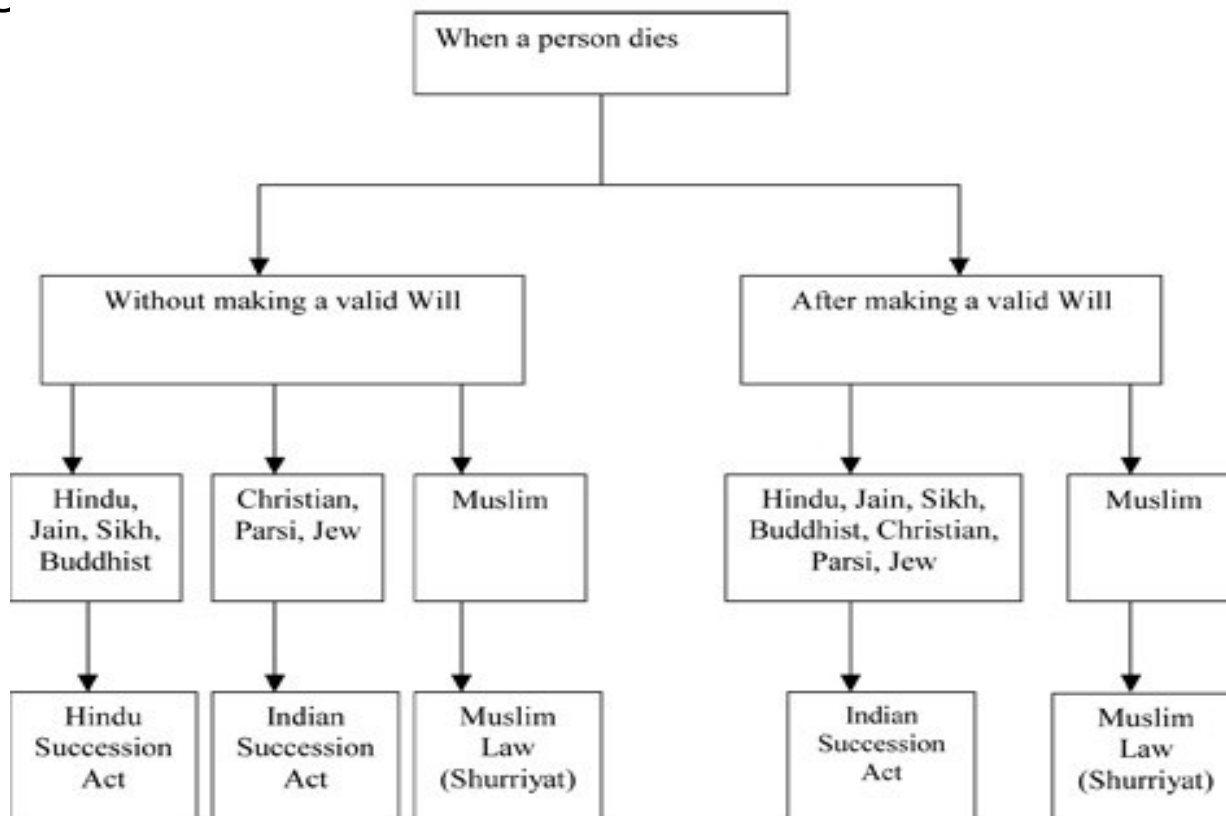 When a person dies
Without making a valid Will
After making a valid Will
Hindu,
Jain, Sikh,
Buddhist
Christian,
Parsi, Jew
Muslim
Hindu, Jain, Sikh,
Buddhist, Christian,
Parsi, Jew
Muslim
Hindu
Succession
Act
Indian
Succession
Act
Muslim
Law
(Shurriyat)
Indian
Succession
Act
Muslim
Law
(Shurriyat)